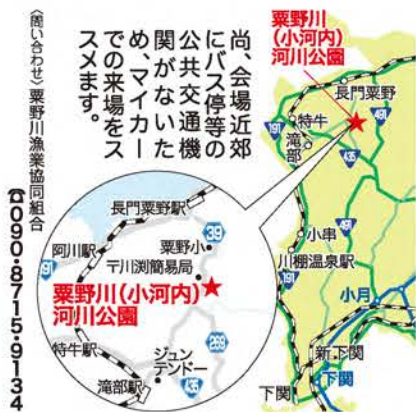 尚、会場近郊
にバス停等の
公共交通機
関がないた
め、マイカー
での来場をス
スメます。
〈問い合わせ〉粟野川漁業協同組合
☎090・8715・9134
粟野川
(小河内)
河川公園
長門粟野
191
特牛
491
滝部
435
小串
491
川棚温泉駅
191
小月
新下関
下関
下関
長門粟野駅
39
粟野小
阿川駅
〒川渕簡易局
191
粟野川(小河内)
河川公園
特牛駅
269
ジュン
テンドー
滝部駅
435